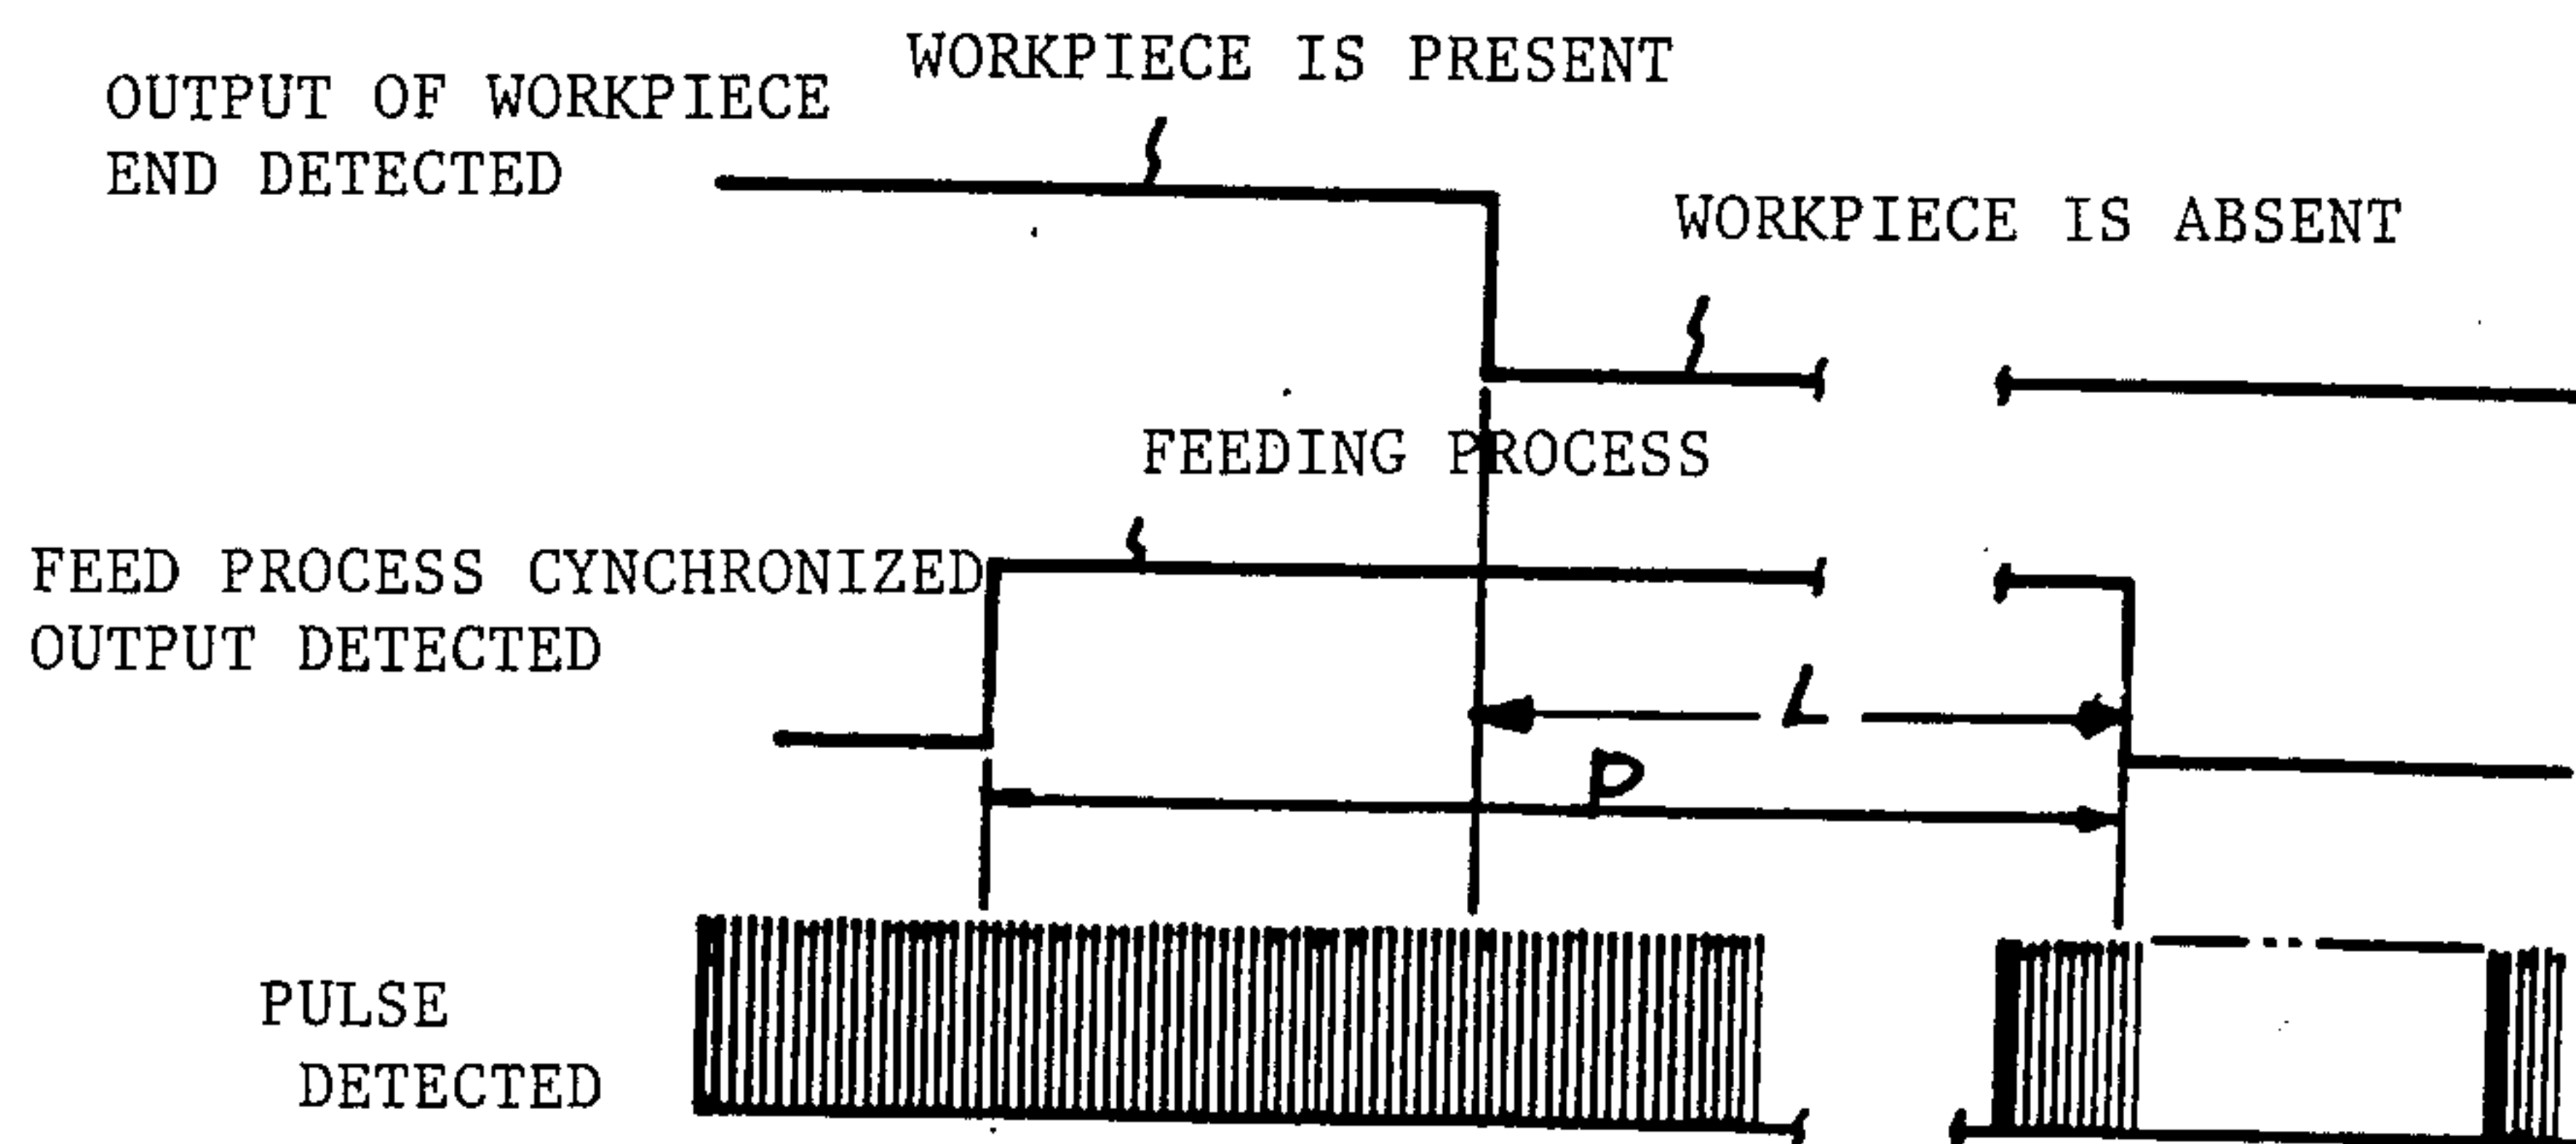 WORKPIECE IS PRESENT
OUTPUT OF WORKPIECE
END DETECTED
WORKPIECE IS ABSENT
FEEDING PROCESS
FEED PROCESS CYNCHRONIZED
OUTPUT DETECTED
L
P
PULSE
DETECTED